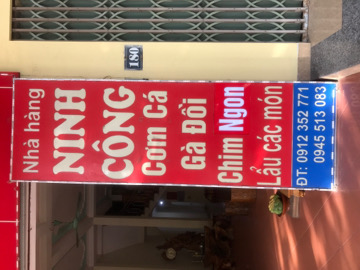 180
Nhà hàng
NINH
CÔNG
Cơm Cá
Gà Đồi
Chim Ngon
Lẩu các món
ĐT: 0912 352 771
0945 513 083